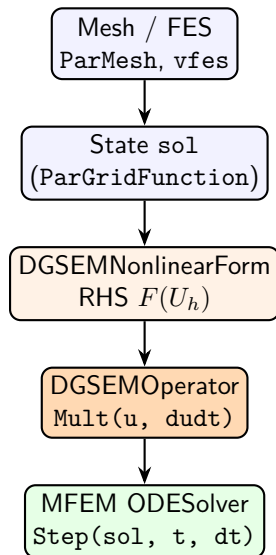 Mesh / FES
ParMesh, vfes
State sol
(ParGridFunction)
DGSEMNonlinearForm
RHS F(U_h)
DGSEMOperator
Mult(u, dudt)
MFEM ODESolver
Step(sol, t, dt)